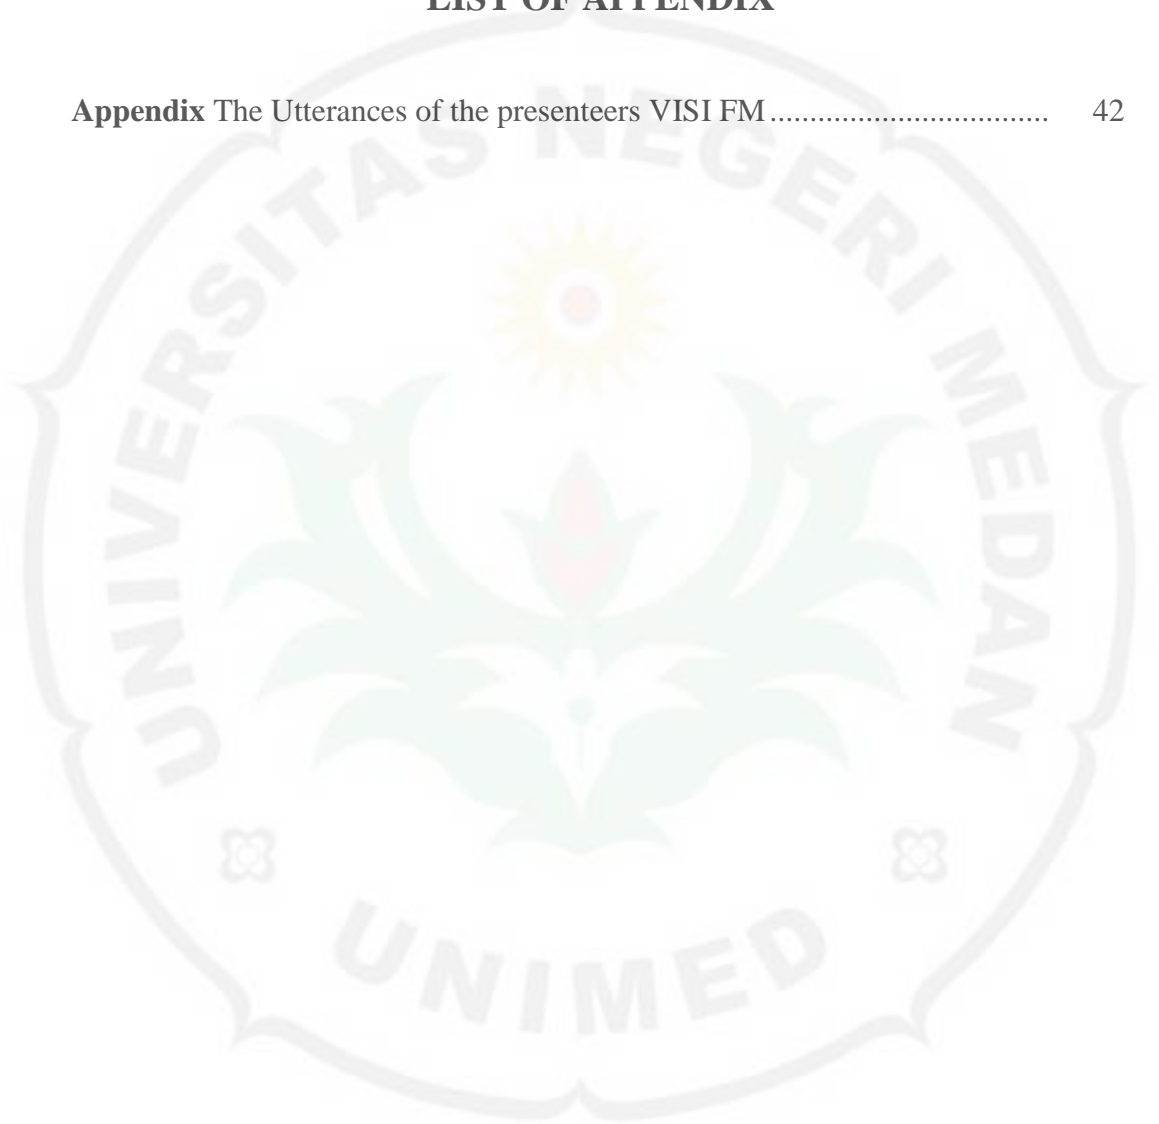 LIST OF APPENDIX
Appendix The Utterances of the presenteers VISI FM.................................. 42
UNIVERSITAS NEGERI MEDAN
UNIMED